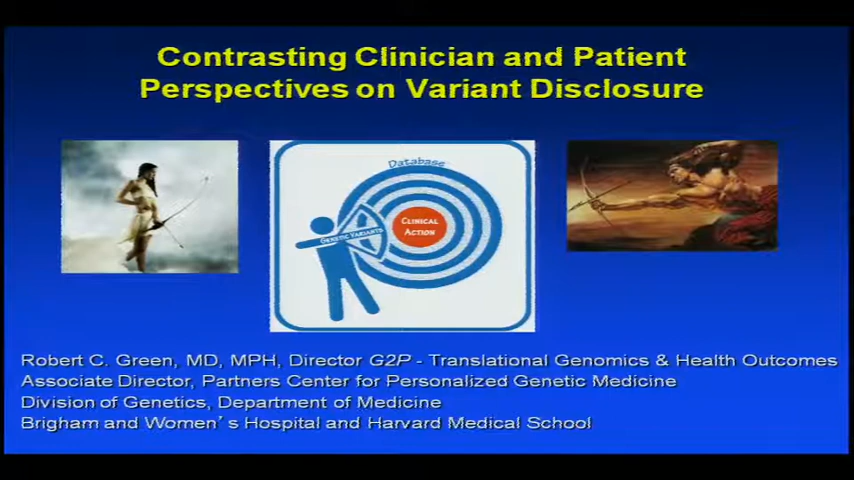 Contrasting Clinician and Patient
Perspectives on Variant Disclosure
Database
GENETIC VARIANTS
CLINICAL
ACTION
Robert C. Green, MD, MPH, Director G2P - Translational Genomics & Health Outcomes
Associate Director, Partners Center for Personalized Genetic Medicine
Division of Genetics, Department of Medicine
Brigham and Women's Hospital and Harvard Medical School